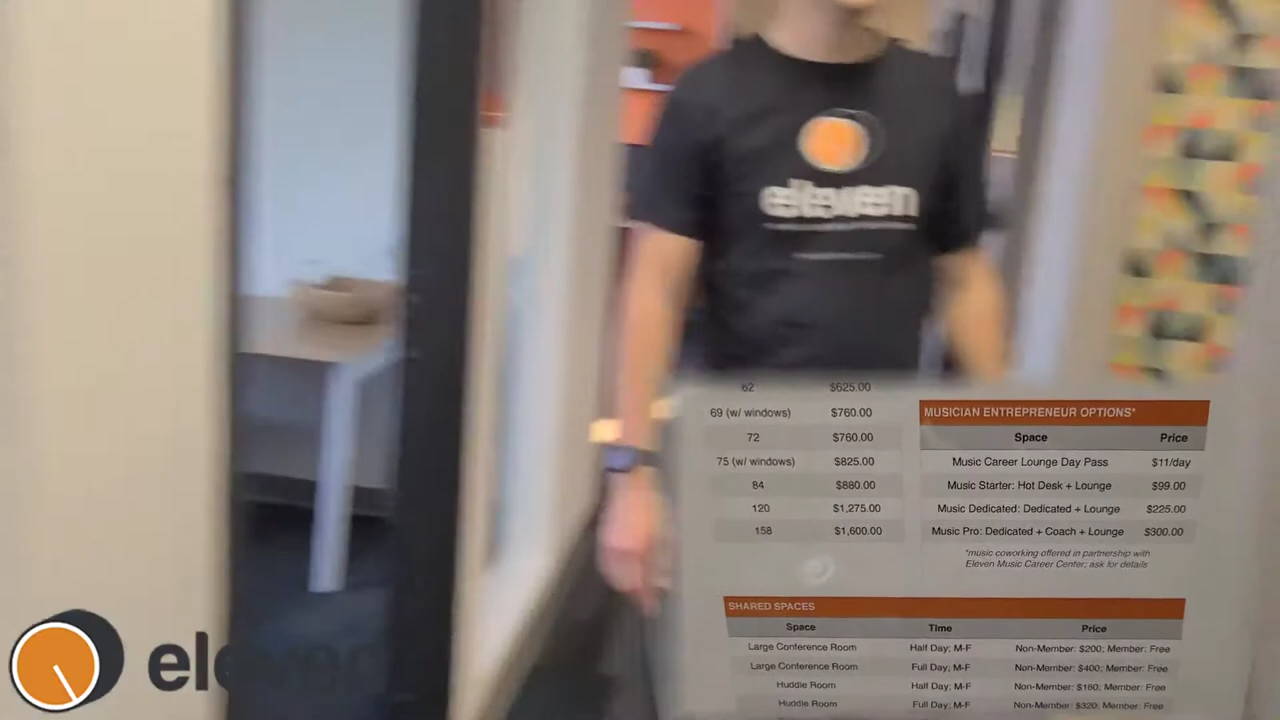 eleven
62 $625.00
69 (w/ windows) $760.00
72 $760.00
75 (w/ windows) $825.00
84 $880.00
120 $1,275.00
158 $1,600.00
MUSICIAN ENTREPRENEUR OPTIONS*
Space Price
Music Career Lounge Day Pass $11/day
Music Starter: Hot Desk + Lounge $99.00
Music Dedicated: Dedicated + Lounge $225.00
Music Pro: Dedicated + Coach + Lounge $300.00
*music coworking offered in partnership with
Eleven Music Career Center; ask for details
SHARED SPACES
Space Time Price
Large Conference Room Half Day; M-F Non-Member: $200; Member: Free
Large Conference Room Full Day; M-F Non-Member: $400; Member: Free
Huddle Room Half Day; M-F Non-Member: $160; Member: Free
Huddle Room Full Day; M-F Non-Member: $320; Member: Free
eleven